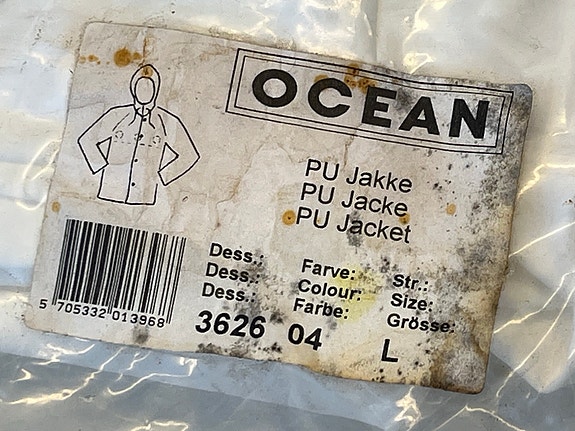 OCEAN
PU Jakke
PU Jacke
PU Jacket
Dess.: Farve: Str.:
Dess.: Colour: Size:
Dess.: Farbe: Grösse:
3626 04 L
5 705332 013968